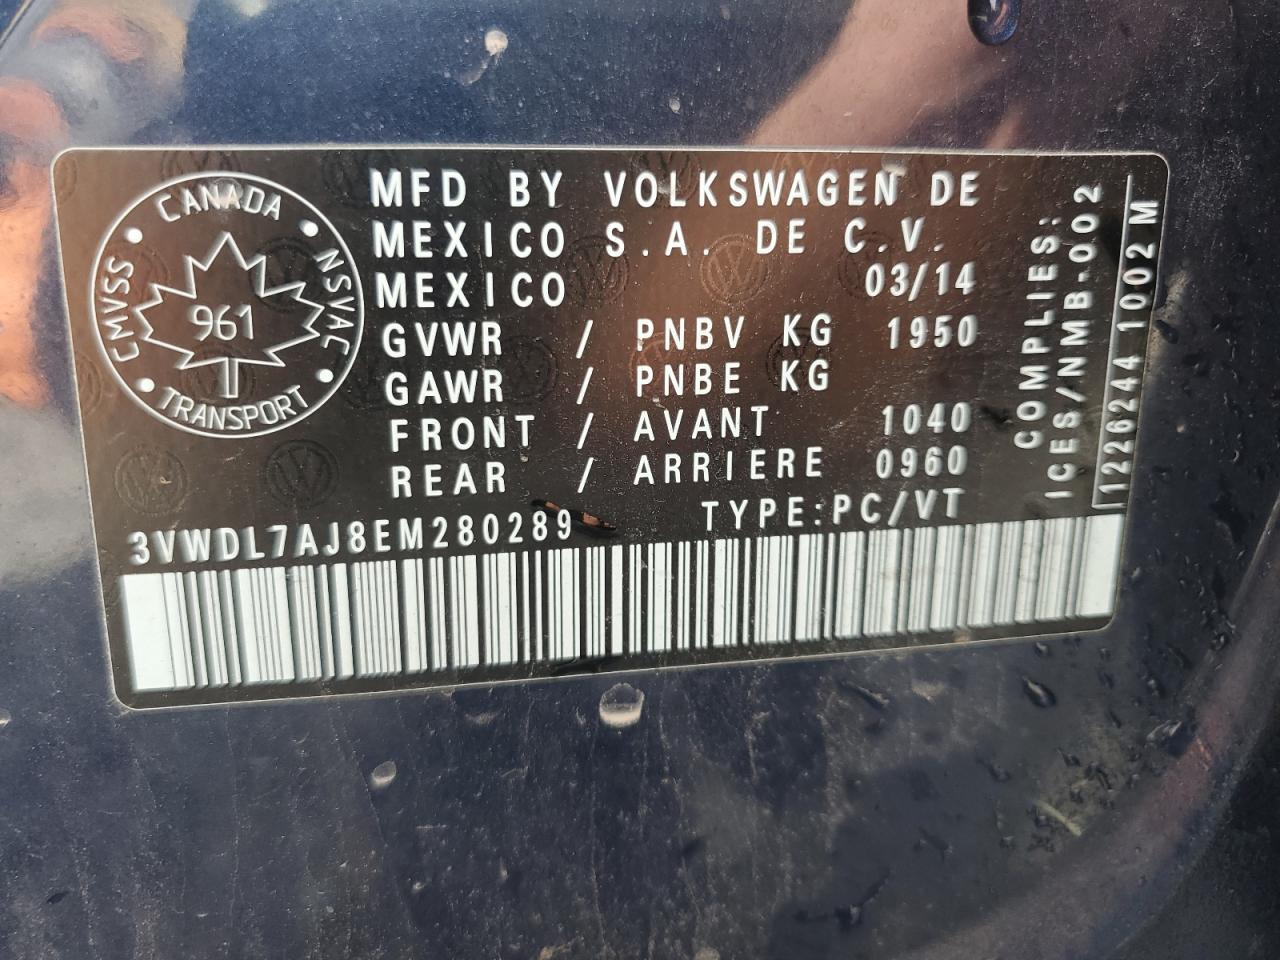 CANADA
CMVSS
NSVAC
961
TRANSPORT
MFD BY VOLKSWAGEN DE
MEXICO S.A. DE C.V.
MEXICO 03/14
GVWR / PNBV KG 1950
GAWR / PNBE KG
FRONT / AVANT 1040
REAR / ARRIERE 0960
TYPE:PC/VT
3VWDL7AJ8EM280289
COMPLIES:
ICES/NMB-002
1226244 1002 M